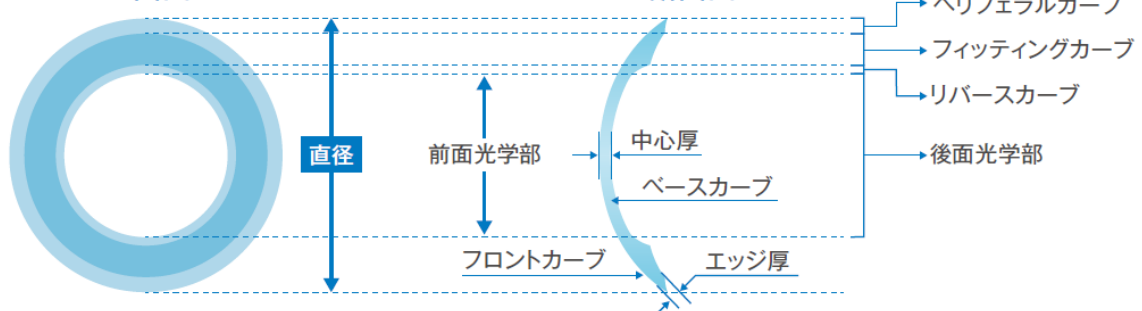 ペリフェラルカーブ
フィッティングカーブ
リバースカーブ
直径
前面光学部
中心厚
後面光学部
ベースカーブ
フロントカーブ
エッジ厚